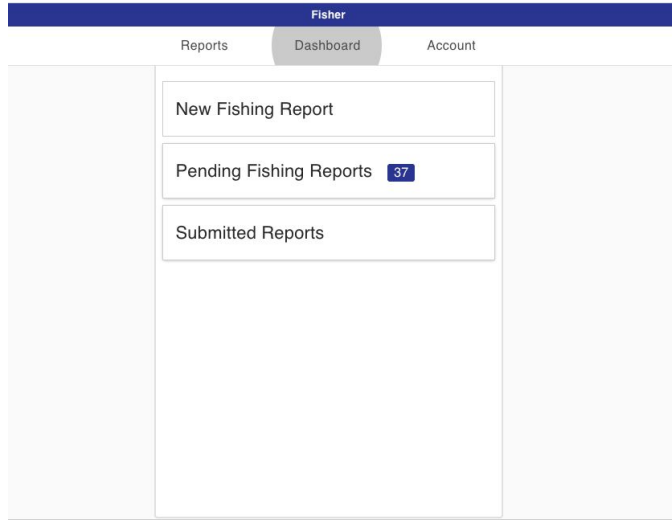 Fisher
Reports Dashboard Account
New Fishing Report
Pending Fishing Reports 37
Submitted Reports